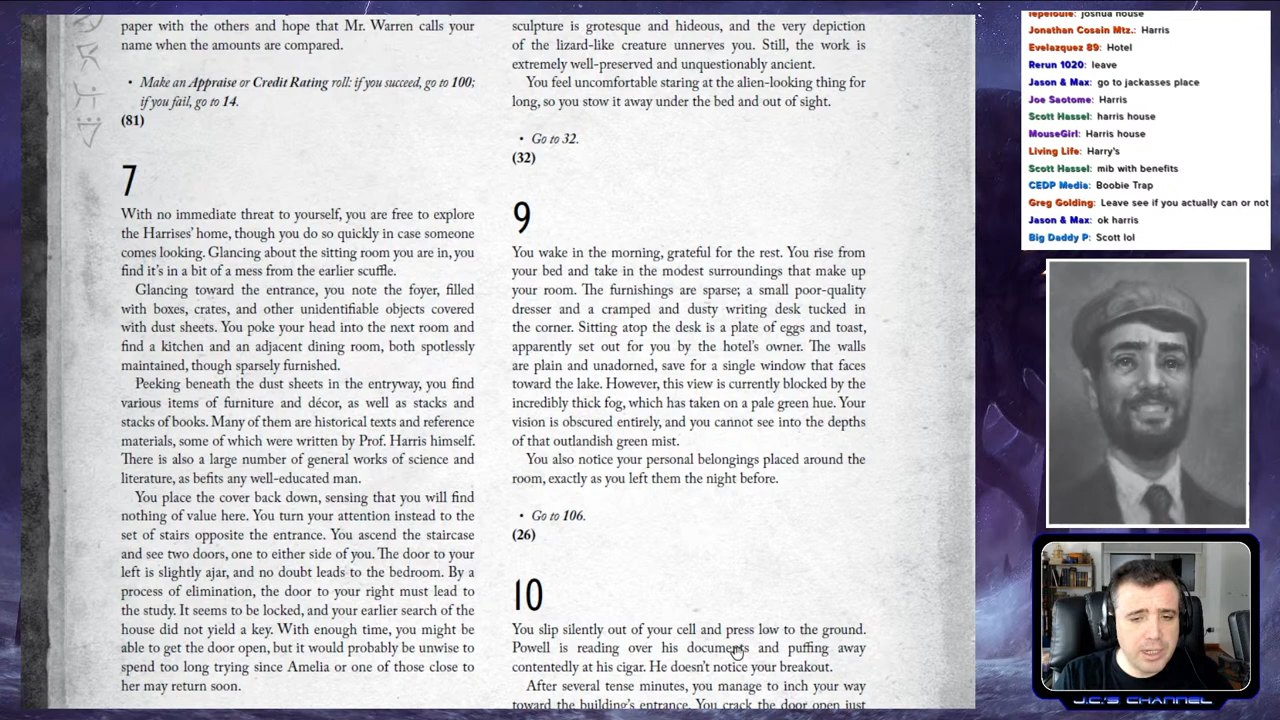 paper with the others and hope that Mr. West calls your
name when the amounts are compared.
• Make an Appraise or Credit Rating roll: if you succeed, go to 100;
if you fail, go to 14.
(81)
7
With no immediate threat to yourself, you are free to explore
the Harrises' home, though you do so quickly in case someone
comes looking. Glancing about the sitting room you are in, you
find it's in a bit of a mess from the earlier scuffle.
Glancing toward the entrance, you note the foyer, filled
with boxes, crates, and other unidentifiable objects covered
with dust sheets. You poke your head into the next room and
find a kitchen and an adjacent dining room, both spotlessly
maintained, though sparsely furnished.
Peeking beneath the dust sheets in the entryway, you find
various items of furniture and décor, as well as stacks and
stacks of books. Many of them are historical texts and reference
materials, some of which were written by Prof. Harris himself.
There is also a large number of general works of science and
literature, as befits any well-educated man.
You place the cover back down, sensing that you will find
nothing of value here. You turn your attention instead to the
set of stairs opposite the entrance. You ascend the staircase
and see two doors, one to either side of you. The door to your
left is slightly ajar, and no doubt leads to the bedroom. By a
process of elimination, the door to your right must lead to
the study. It seems to be locked, and your earlier search of the
house did not yield a key. With enough time, you might be
able to get the door open, but it would probably be unwise to
spend too long trying since Amelia or one of those close to
her may return soon.
sculpture is grotesque and hideous, and the very depiction
of the lizard-like creature unnerves you. Still, the work is
extremely well-preserved and unquestionably ancient.
You feel uncomfortable staring at the alien-looking thing for
long, so you stow it away under the bed and out of sight.
• Go to 32.
(32)
9
You wake in the morning, grateful for the rest. You rise from
your bed and take in the modest surroundings that make up
your room. The furnishings are sparse; a small poor-quality
dresser and a cramped and dusty writing desk tucked in
the corner. Sitting atop the desk is a plate of eggs and toast,
apparently set out for you by the hotel's owner. The walls
are plain and unadorned, save for a single window that faces
toward the lake. However, this view is currently blocked by the
incredibly thick fog, which has taken on a pale green hue. Your
vision is obscured entirely, and you cannot see into the depths
of that outlandish green mist.
You also notice your personal belongings placed around the
room, exactly as you left them the night before.
• Go to 106.
(26)
10
You slip silently out of your cell and press low to the ground.
Powell is reading over his documents and puffing away
contentedly at his cigar. He doesn't notice your breakout.
After several tense minutes, you manage to inch your way
toward the building's entrance. You crack the door open just
lepetoule: joshua house
Jonathan Cosain Mtz.: Harris
Evelazquez 89: Hotel
Rerun 1020: leave
Jason & Max: go to jackasses place
Joe Saotome: Harris
Scott Hassel: harris house
MouseGirl: Harris house
Living Life: Harry's
Scott Hassel: mib with benefits
CEDP Media: Boobie Trap
Greg Golding: Leave see if you actually can or not
Jason & Max: ok harris
Big Daddy P: Scott lol
J.C.'S CHANNEL